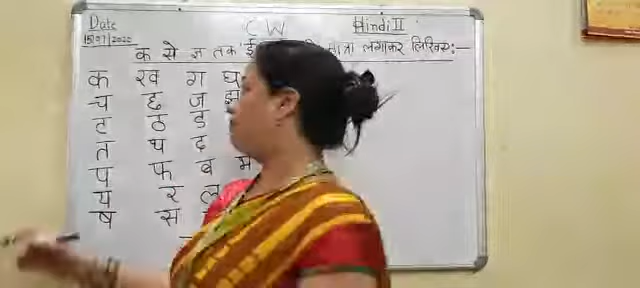 Date CW Hindi II
15/07/2020
क से ज्ञ तक 'ई मात्रा लगाकर लिखिए:-
क ख ग घ
च छ ज झ
ट ठ ड
त थ द
प फ ब भ
य र ल
ष स